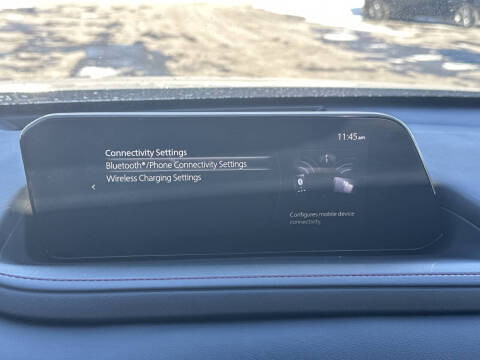 11:45AM
Connectivity Settings
Bluetooth®/Phone Connectivity Settings
Wireless Charging Settings
Configures mobile device
connectivity.